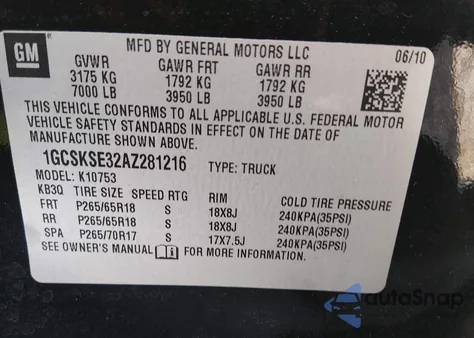 GM
MFD BY GENERAL MOTORS LLC
06/10
GVWR GAWR FRT GAWR RR
3175 KG 1792 KG 1792 KG
7000 LB 3950 LB 3950 LB
THIS VEHICLE CONFORMS TO ALL APPLICABLE U.S. FEDERAL MOTOR
VEHICLE SAFETY STANDARDS IN EFFECT ON THE DATE OF
MANUFACTURE SHOWN ABOVE.
1GCSKSE32AZ281216 TYPE: TRUCK
MODEL: K10753
KB3Q TIRE SIZE SPEED RTG RIM COLD TIRE PRESSURE
FRT P265/65R18 S 18X8J 240KPA(35PSI)
RR P265/65R18 S 18X8J 240KPA(35PSI)
SPA P265/70R17 S 17X7.5J 240KPA(35PSI)
SEE OWNER'S MANUAL FOR MORE INFORMATION.
autoSnap